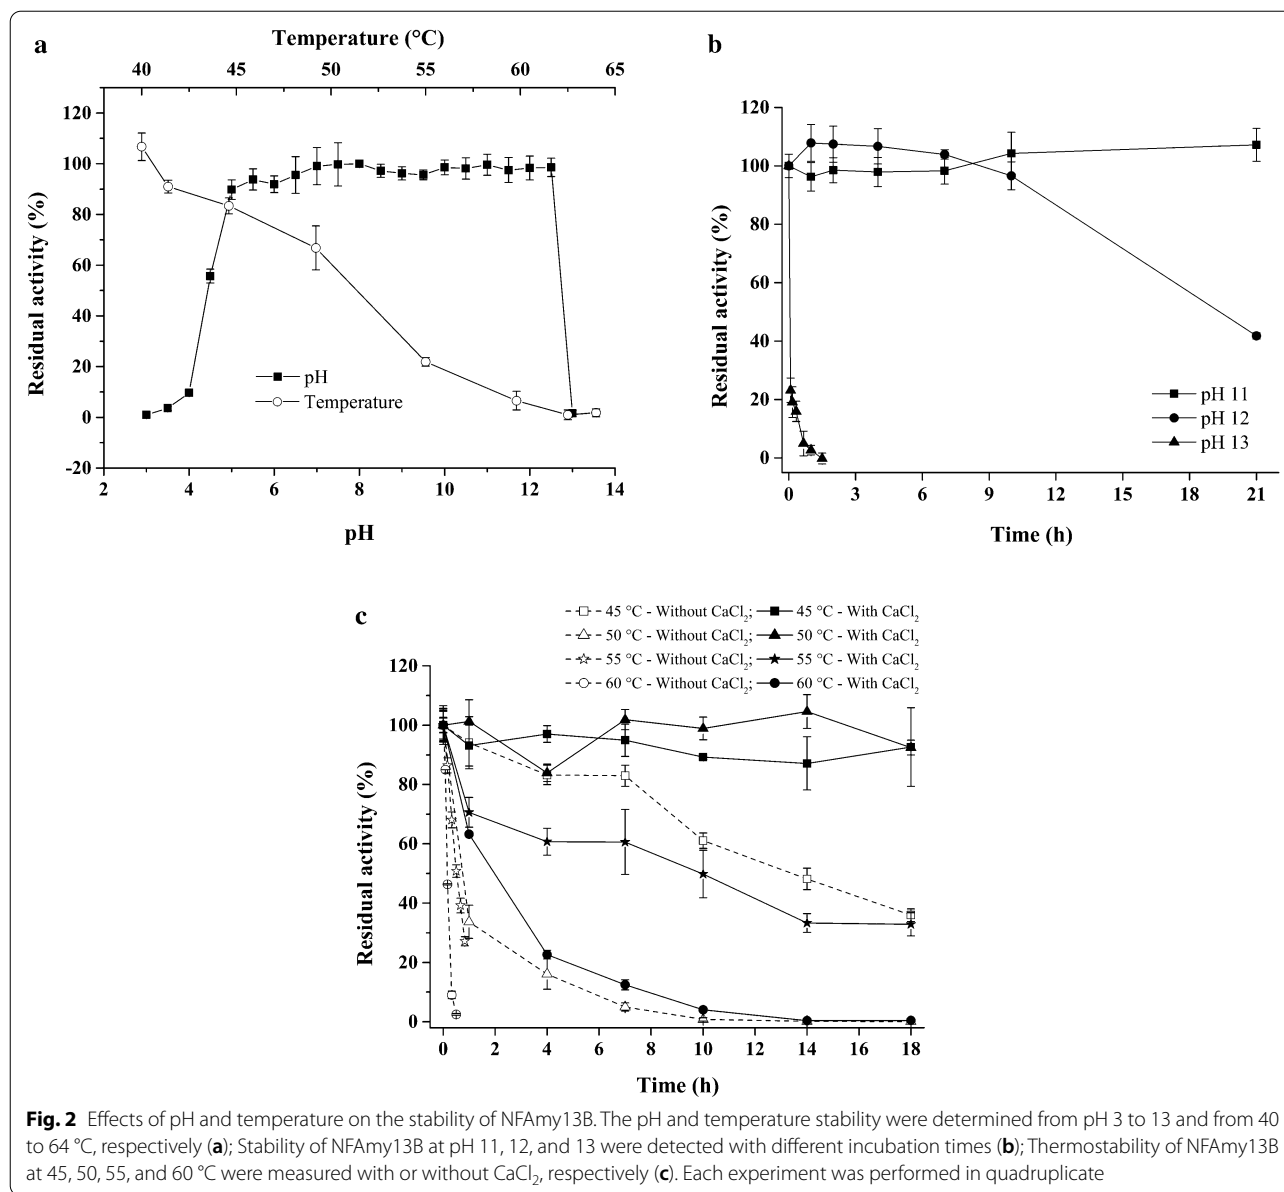 a
Temperature (°C)
40 45 50 55 60 65
120
100
80
60
40
20
0
-20
Residual activity (%)
pH
Temperature
2 4 6 8 10 12 14
pH
b
120
100
80
60
40
20
0
Residual activity (%)
pH 11
pH 12
pH 13
0 3 6 9 12 15 18 21
Time (h)
c
45 °C - Without CaCl₂; 45 °C - With CaCl₂
50 °C - Without CaCl₂; 50 °C - With CaCl₂
55 °C - Without CaCl₂; 55 °C - With CaCl₂
60 °C - Without CaCl₂; 60 °C - With CaCl₂
120
100
80
60
40
20
0
Residual activity (%)
0 2 4 6 8 10 12 14 16 18
Time (h)
Fig. 2 Effects of pH and temperature on the stability of NFAmy13B. The pH and temperature stability were determined from pH 3 to 13 and from 40
to 64 °C, respectively (a); Stability of NFAmy13B at pH 11, 12, and 13 were detected with different incubation times (b); Thermostability of NFAmy13B
at 45, 50, 55, and 60 °C were measured with or without CaCl₂, respectively (c). Each experiment was performed in quadruplicate